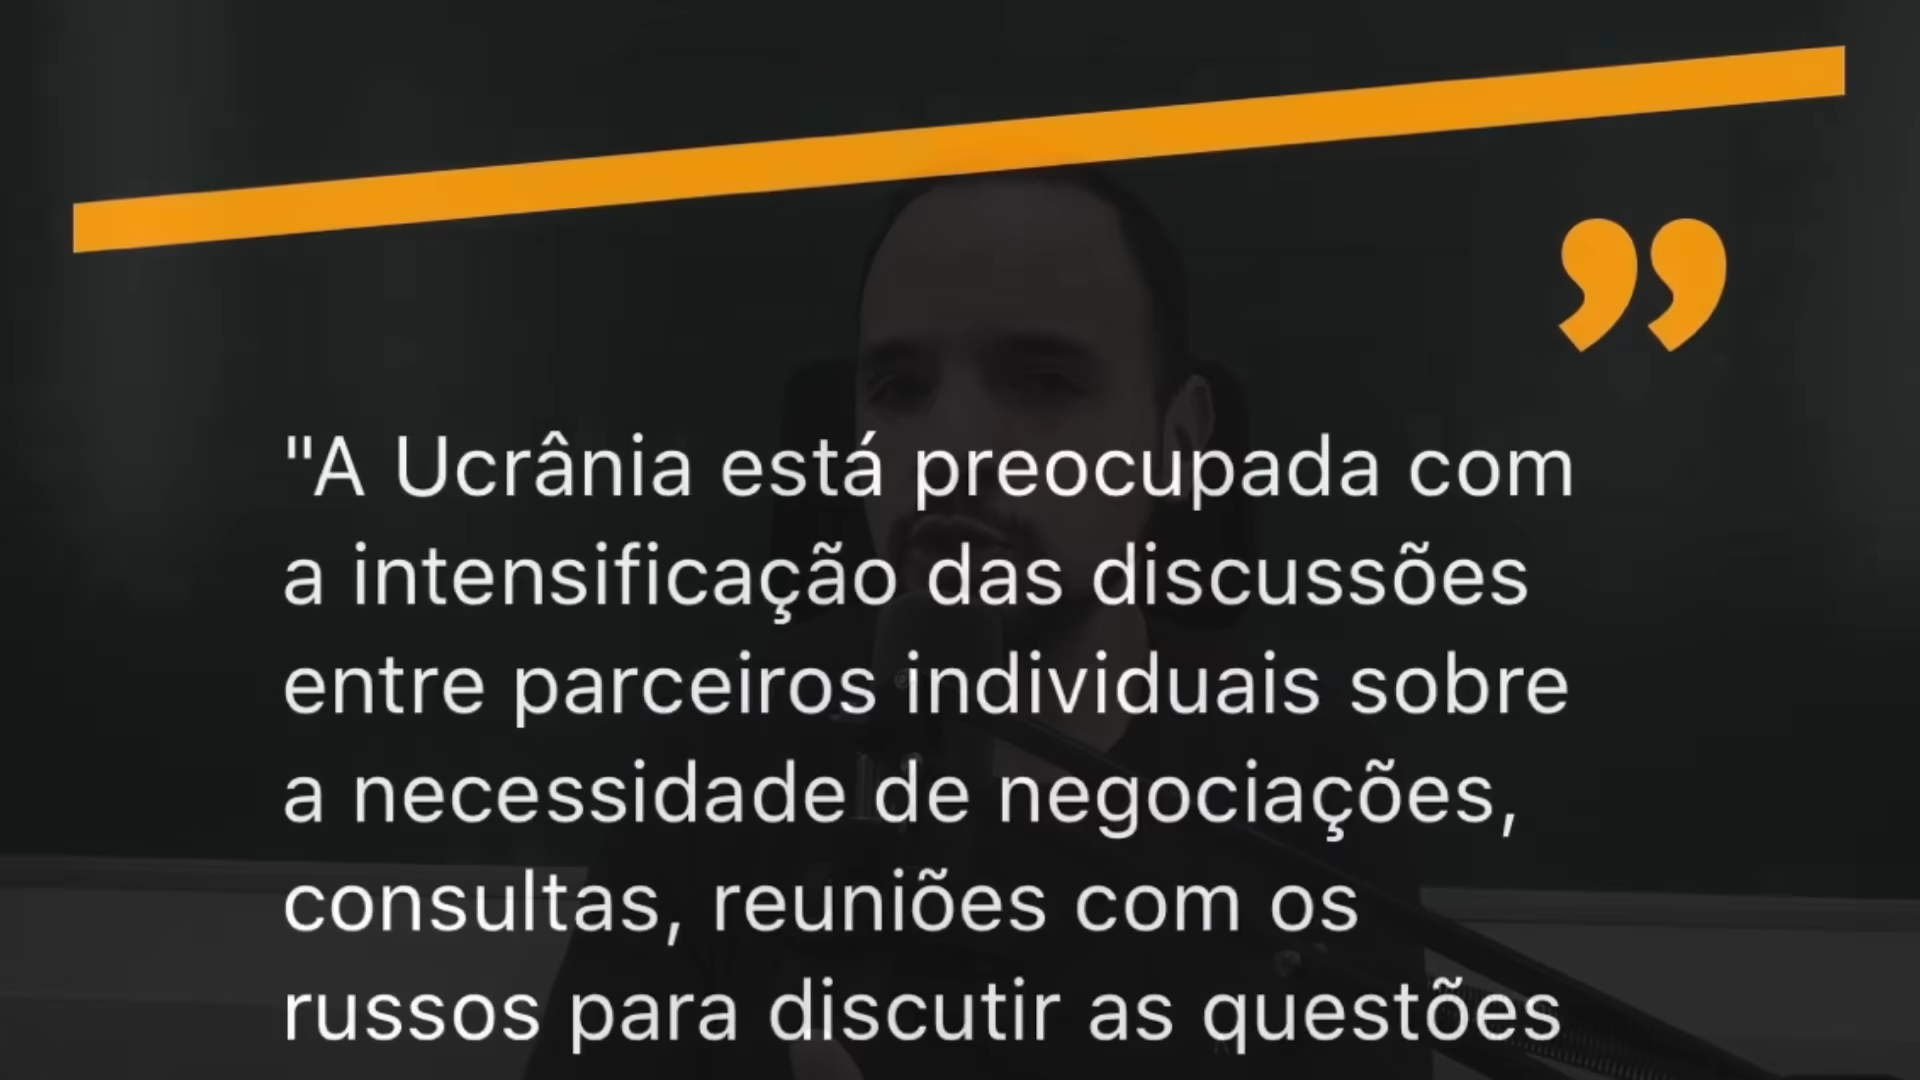 "A Ucrânia está preocupada com
a intensificação das discussões
entre parceiros individuais sobre
a necessidade de negociações,
consultas, reuniões com os
russos para discutir as questões